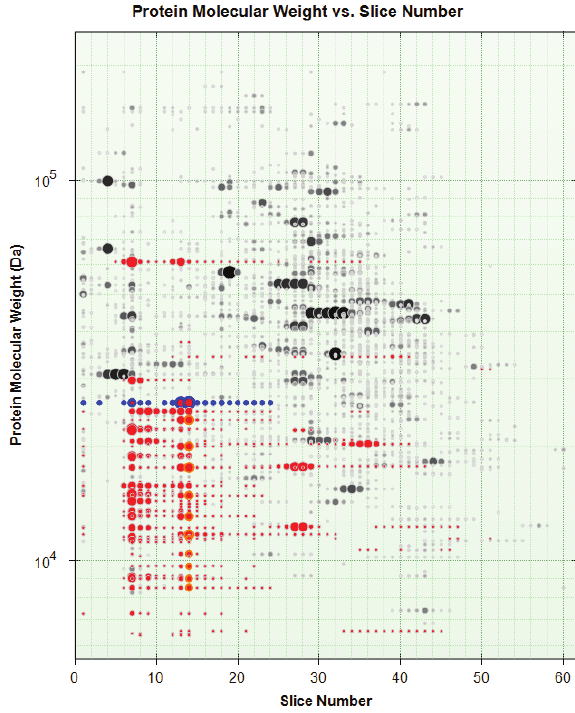 Protein Molecular Weight vs. Slice Number
Protein Molecular Weight (Da)
10^5
10^4
0 10 20 30 40 50 60
Slice Number